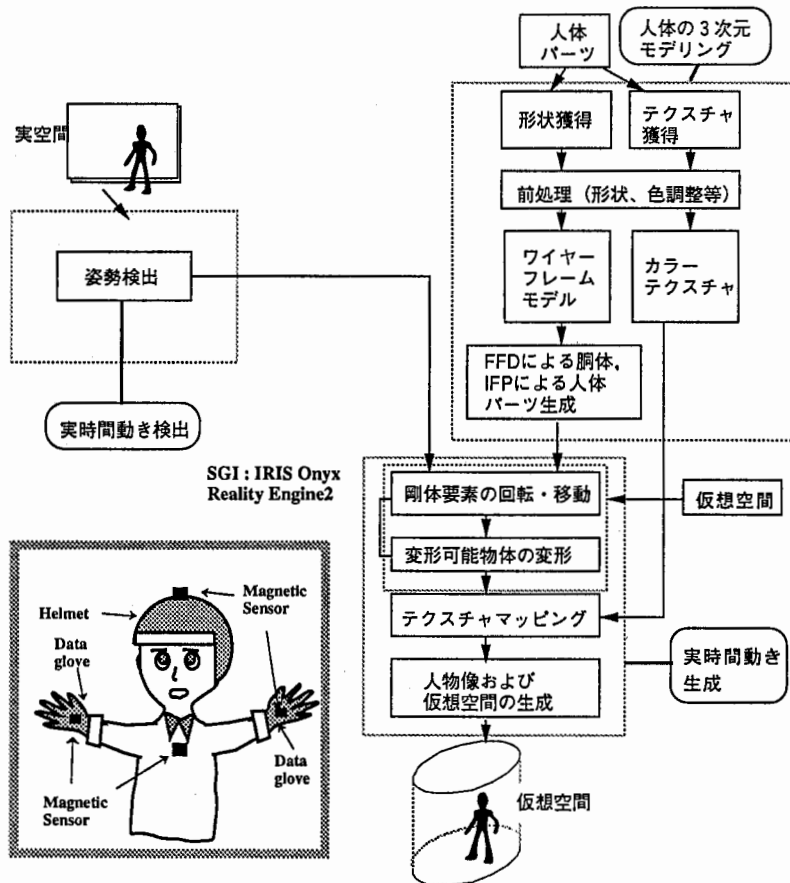 人体
パーツ
人体の3次元
モデリング
実空間
形状獲得
テクスチャ
獲得
前処理（形状、色調整等）
姿勢検出
ワイヤー
フレーム
モデル
カラー
テクスチャ
FFDによる胴体,
IFPによる人体
パーツ生成
実時間動き検出
SGI : IRIS Onyx
Reality Engine2
剛体要素の回転・移動
仮想空間
変形可能物体の変形
テクスチャマッピング
人物像および
仮想空間の生成
実時間動き
生成
仮想空間
Magnetic
Sensor
Helmet
Data
glove
Data
glove
Magnetic
Sensor